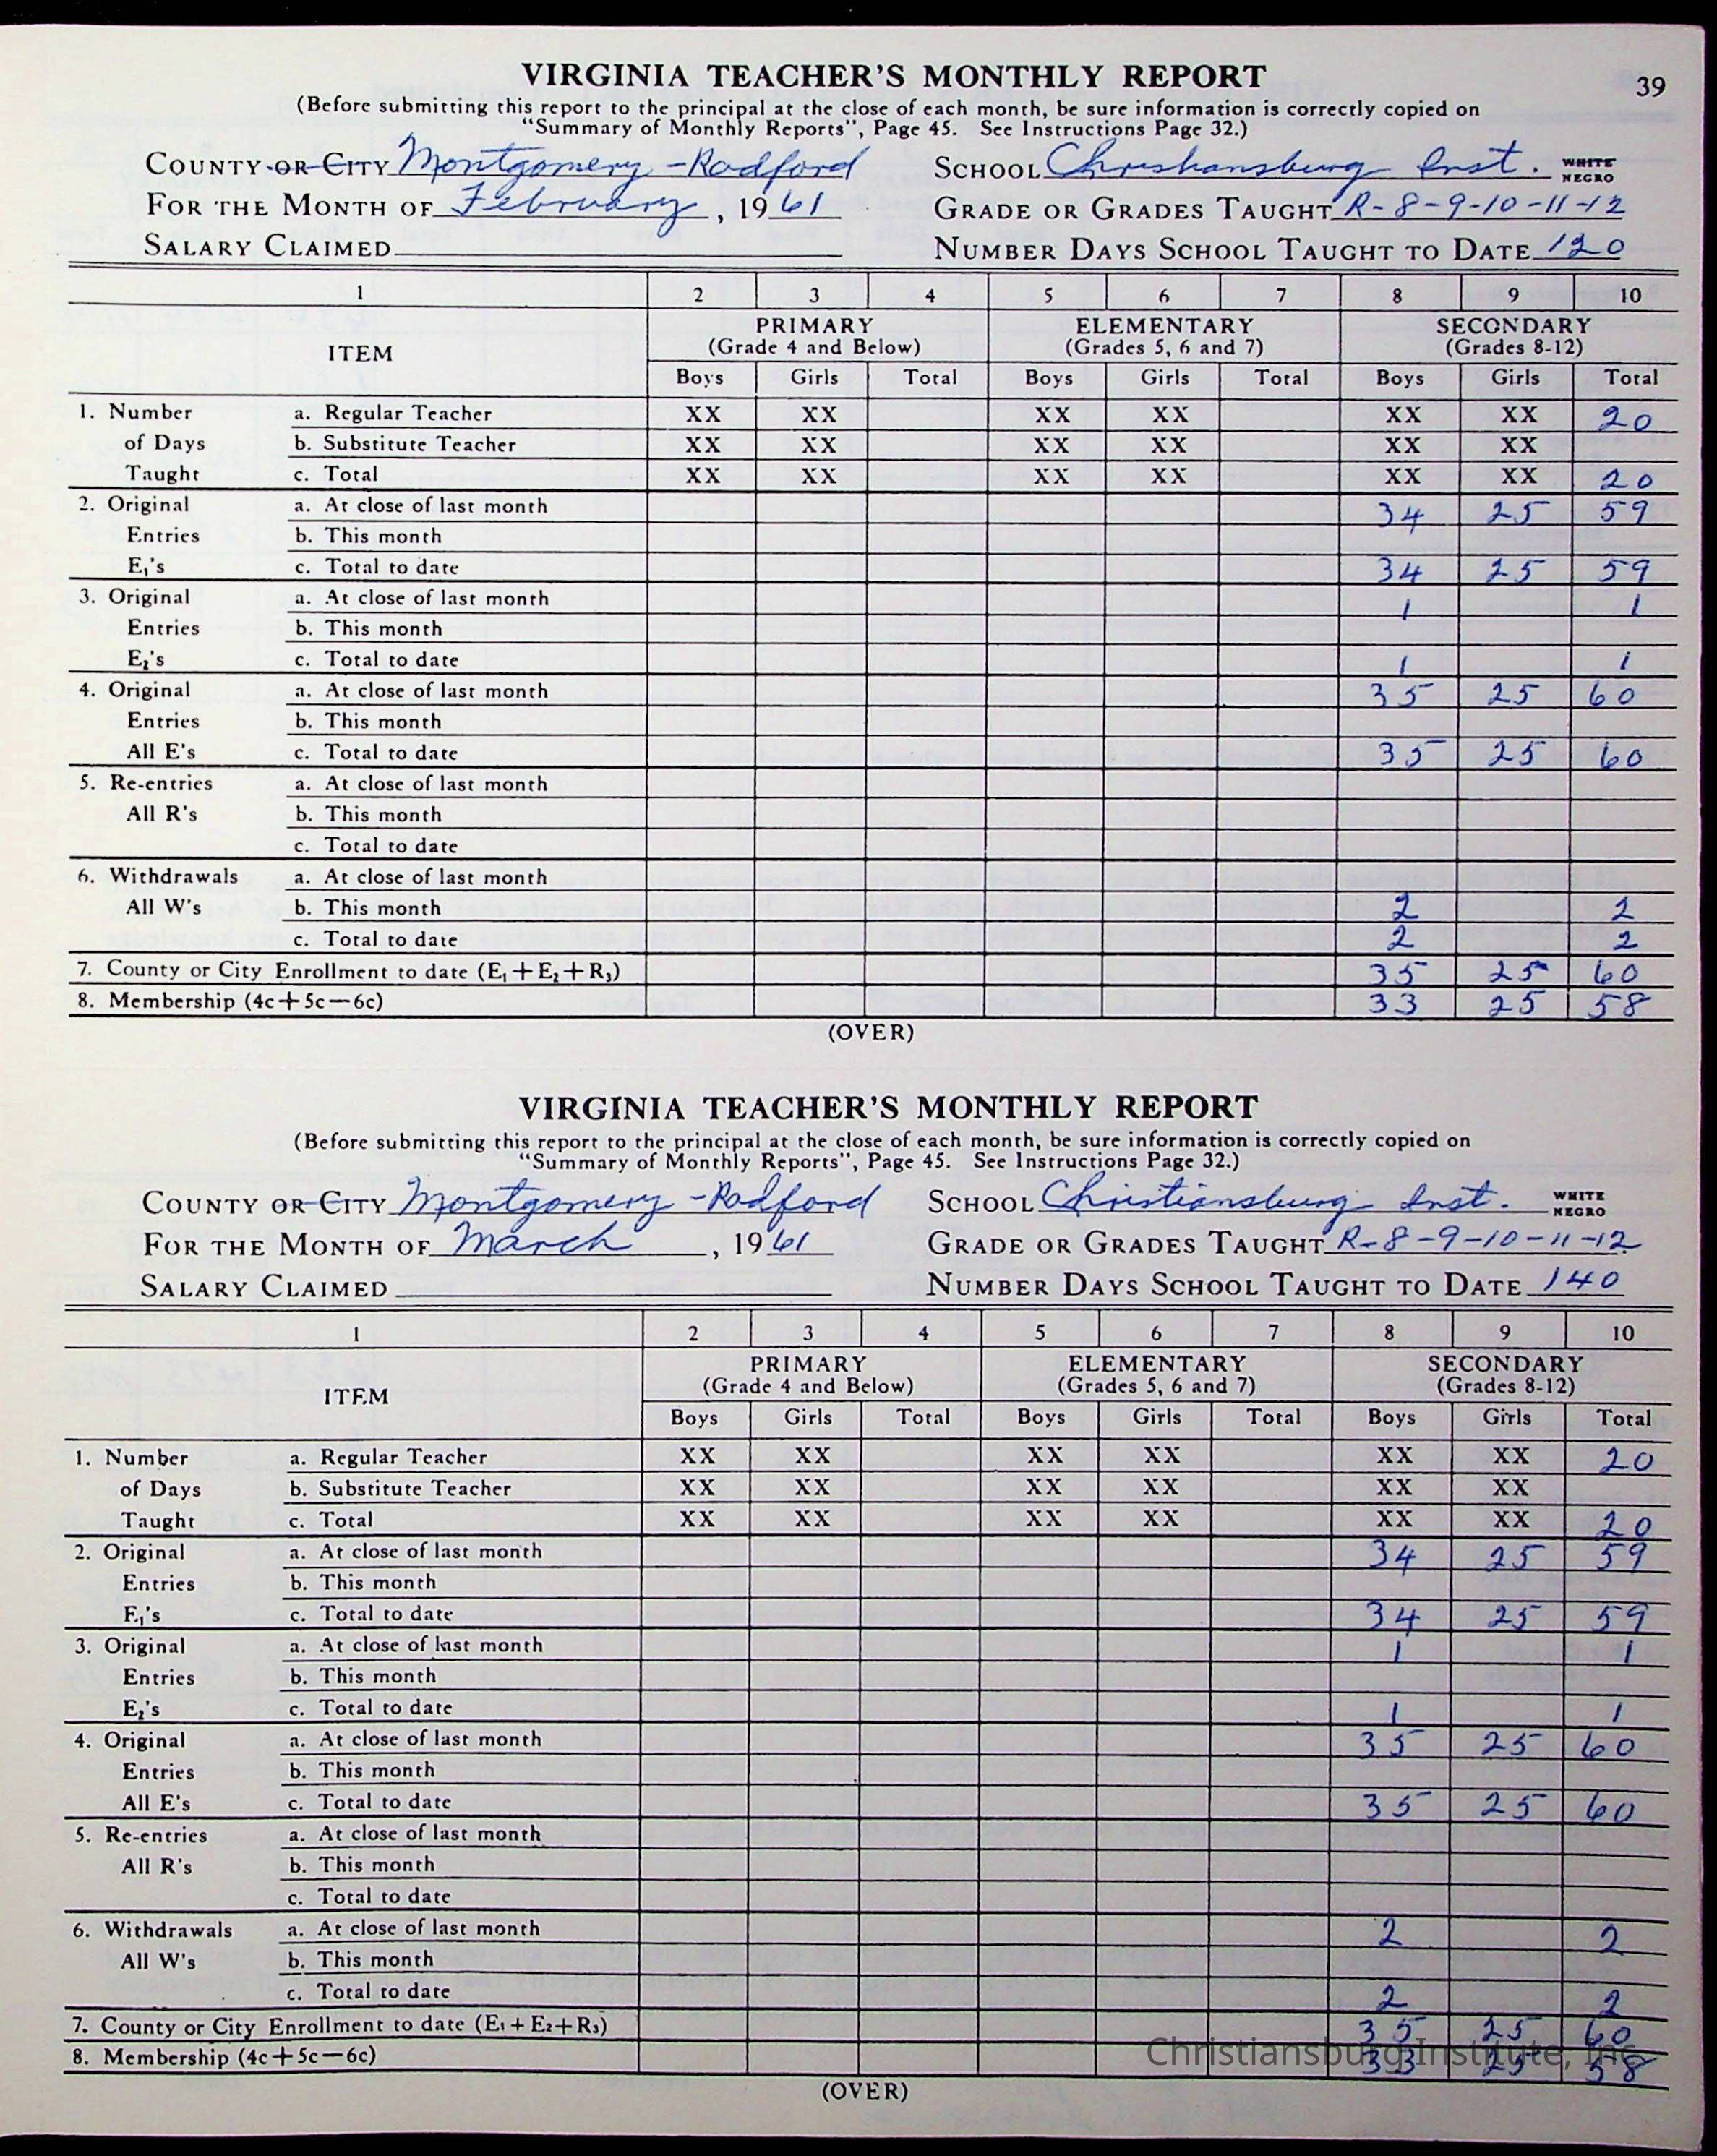 39
VIRGINIA TEACHER'S MONTHLY REPORT
(Before submitting this report to the principal at the close of each month, be sure information is correctly copied on
"Summary of Monthly Reports", Page 45. See Instructions Page 32.)
COUNTY OR CITY Montgomery - Radford SCHOOL Christiansburg Inst. WHITE NEGRO
FOR THE MONTH OF February, 1961 GRADE OR GRADES TAUGHT R-8-9-10-11-12
SALARY CLAIMED NUMBER DAYS SCHOOL TAUGHT TO DATE 120
1 2 3 4 5 6 7 8 9 10
ITEM PRIMARY (Grade 4 and Below) ELEMENTARY (Grades 5, 6 and 7) SECONDARY (Grades 8-12)
Boys Girls Total Boys Girls Total Boys Girls Total
1. Number a. Regular Teacher XX XX XX XX XX XX 20
of Days b. Substitute Teacher XX XX XX XX XX XX
Taught c. Total XX XX XX XX XX XX 20
2. Original a. At close of last month 34 25 59
Entries b. This month
E1's c. Total to date 34 25 59
3. Original a. At close of last month 1 1
Entries b. This month
E2's c. Total to date 1 1
4. Original a. At close of last month 35 25 60
Entries b. This month
All E's c. Total to date 35 25 60
5. Re-entries a. At close of last month
All R's b. This month
c. Total to date
6. Withdrawals a. At close of last month
All W's b. This month 2 2
c. Total to date 2 2
7. County or City Enrollment to date (E1+E2+R3) 35 25 60
8. Membership (4c+5c—6c) 33 25 58
(OVER)
VIRGINIA TEACHER'S MONTHLY REPORT
(Before submitting this report to the principal at the close of each month, be sure information is correctly copied on
"Summary of Monthly Reports", Page 45. See Instructions Page 32.)
COUNTY OR CITY Montgomery - Radford SCHOOL Christiansburg Inst. WHITE NEGRO
FOR THE MONTH OF March, 1961 GRADE OR GRADES TAUGHT R-8-9-10-11-12
SALARY CLAIMED NUMBER DAYS SCHOOL TAUGHT TO DATE 140
1 2 3 4 5 6 7 8 9 10
ITEM PRIMARY (Grade 4 and Below) ELEMENTARY (Grades 5, 6 and 7) SECONDARY (Grades 8-12)
Boys Girls Total Boys Girls Total Boys Girls Total
1. Number a. Regular Teacher XX XX XX XX XX XX 20
of Days b. Substitute Teacher XX XX XX XX XX XX
Taught c. Total XX XX XX XX XX XX 20
2. Original a. At close of last month 34 25 59
Entries b. This month
E1's c. Total to date 34 25 59
3. Original a. At close of last month 1 1
Entries b. This month
E2's c. Total to date 1 1
4. Original a. At close of last month 35 25 60
Entries b. This month
All E's c. Total to date 35 25 60
5. Re-entries a. At close of last month
All R's b. This month
c. Total to date
6. Withdrawals a. At close of last month 2 2
All W's b. This month
c. Total to date 2 2
7. County or City Enrollment to date (E1+E2+R3) 35 25 60
8. Membership (4c+5c—6c) 33 25 58
Christiansburg Institute, Inc.
(OVER)